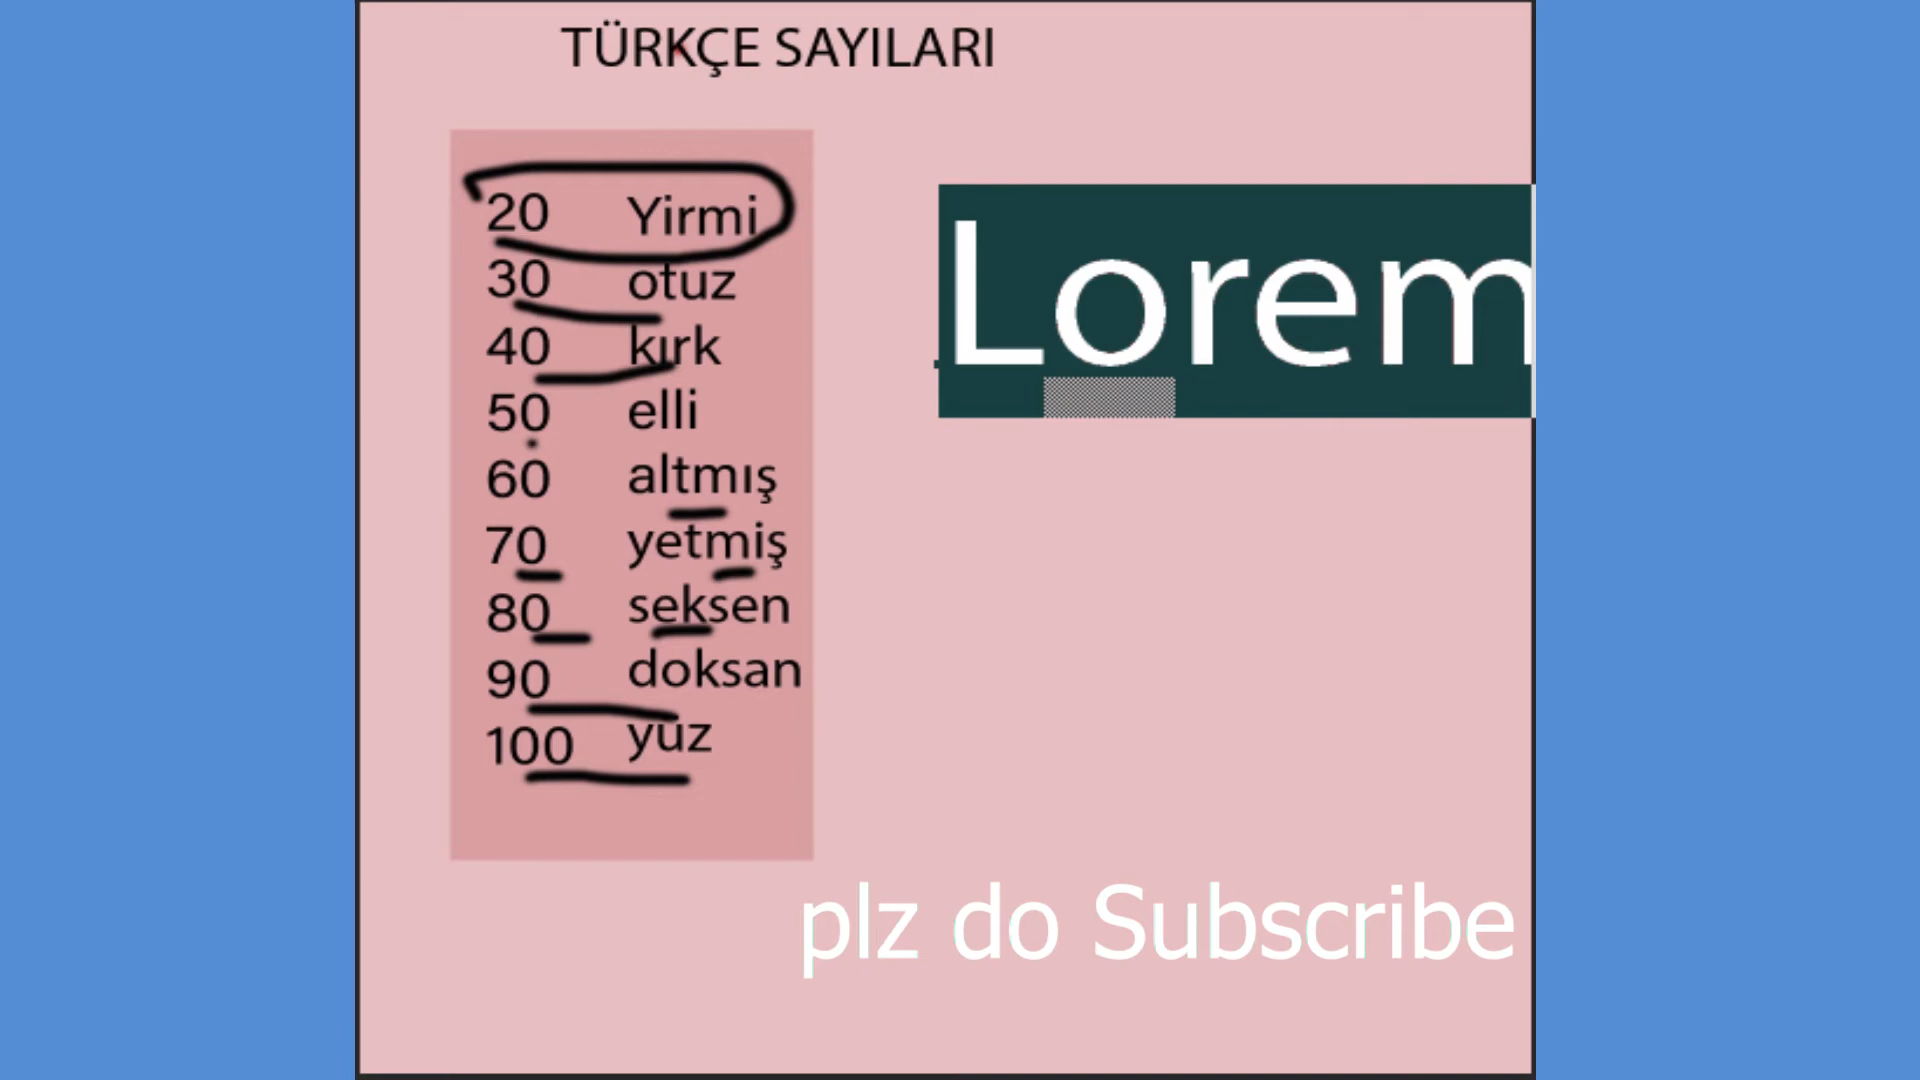 TÜRKÇE SAYILARI
20 Yirmi
30 otuz
40 kırk
50 elli
60 altmış
70 yetmiş
80 seksen
90 doksan
100 yüz
Lorem
plz do Subscribe